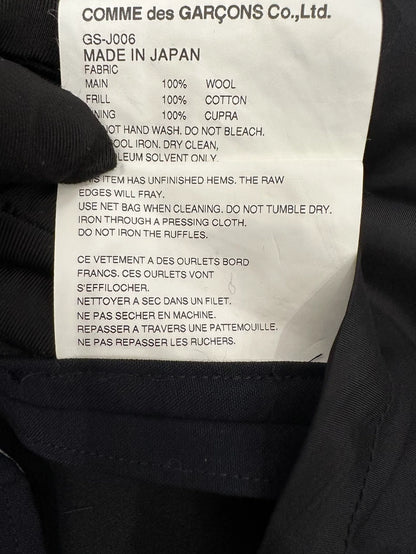 COMME des GARÇONS Co.,Ltd.
GS-J006
MADE IN JAPAN
FABRIC
MAIN 100% WOOL
FRILL 100% COTTON
NING 100% CUPRA
OT HAND WASH. DO NOT BLEACH.
OOL IRON. DRY CLEAN,
LEUM SOLVENT ONLY.
IS ITEM HAS UNFINISHED HEMS. THE RAW
EDGES WILL FRAY.
USE NET BAG WHEN CLEANING. DO NOT TUMBLE DRY.
IRON THROUGH A PRESSING CLOTH.
DO NOT IRON THE RUFFLES.
CE VETEMENT A DES OURLETS BORD
FRANCS. CES OURLETS VONT
S'EFFILOCHER.
NETTOYER A SEC DANS UN FILET.
NE PAS SECHER EN MACHINE.
REPASSER A TRAVERS UNE PATTEMOUILLE.
NE PAS REPASSER LES RUCHERS.